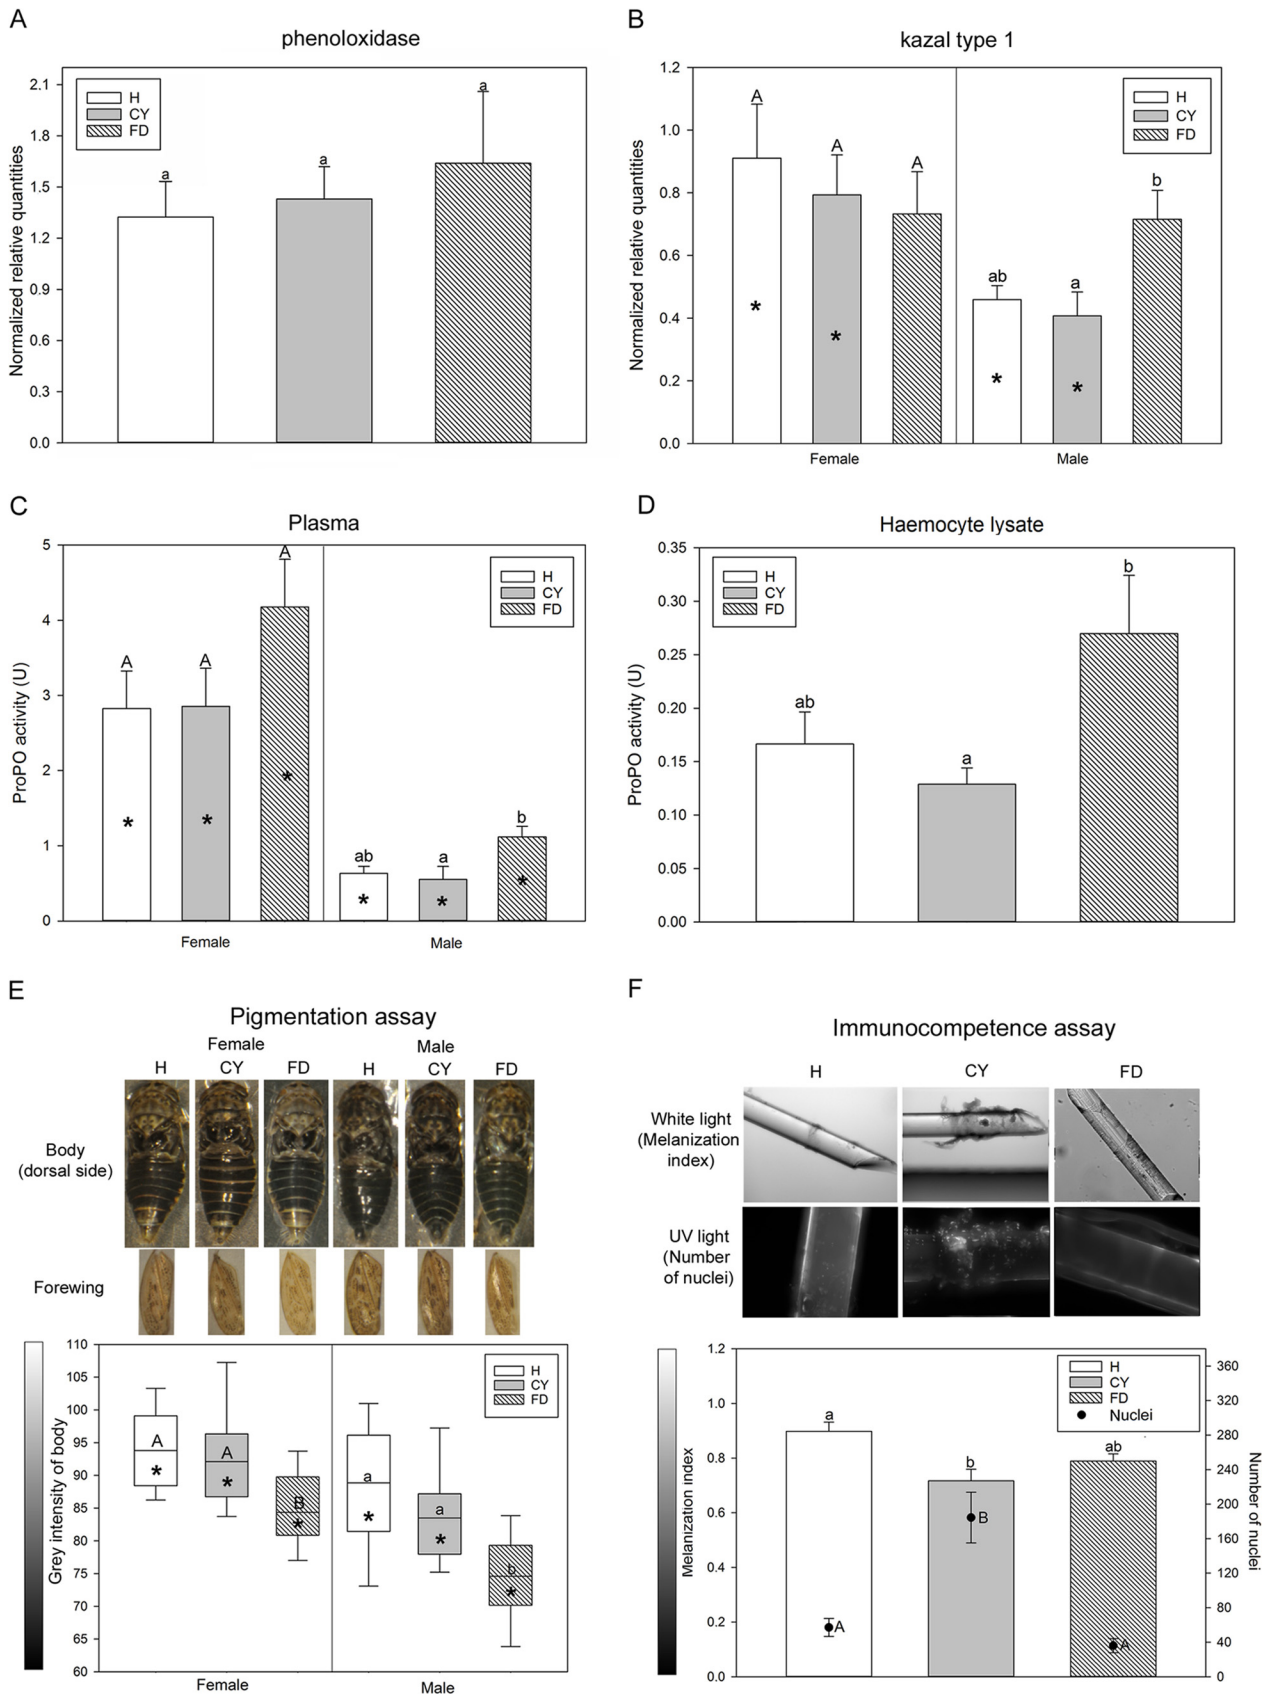 A
phenoloxidase
Normalized relative quantities
2.1
1.8
1.5
1.2
0.9
0.6
0.3
0.0
H
CY
FD
a
a
a
B
kazal type 1
Normalized relative quantities
1.2
1.0
0.8
0.6
0.4
0.2
0.0
H
CY
FD
A
A
A
ab
a
b
*
*
*
*
Female
Male
C
Plasma
ProPO activity (U)
5
4
3
2
1
0
H
CY
FD
A
A
A
ab
a
b
*
*
*
*
*
*
Female
Male
D
Haemocyte lysate
ProPO activity (U)
0.35
0.30
0.25
0.20
0.15
0.10
0.05
0.00
H
CY
FD
ab
a
b
E
Pigmentation assay
Female
Male
H CY FD H CY FD
Body
(dorsal side)
Forewing
Grey intensity of body
110
105
100
95
90
85
80
75
70
65
60
H
CY
FD
A
A
B
a
a
b
*
*
*
*
*
*
Female
Male
F
Immunocompetence assay
H CY FD
White light
(Melanization
index)
UV light
(Number
of nuclei)
Melanization index
1.2
1.0
0.8
0.6
0.4
0.2
0.0
H
CY
FD
Nuclei
a
b
ab
A
B
A
360
320
280
240
200
160
120
80
40
0
Number of nuclei